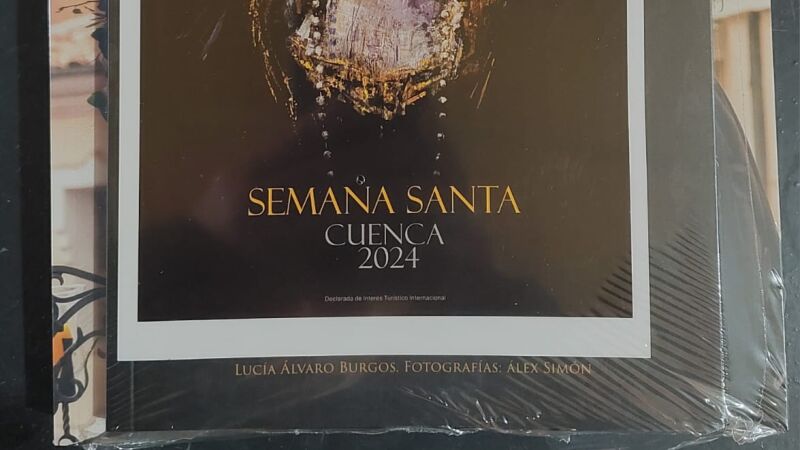 SEMANA SANTA
CUENCA
2024
Declarada de Interés Turístico Internacional
LUCÍA ÁLVARO BURGOS. FOTOGRAFÍAS: ÁLEX SIMÓN